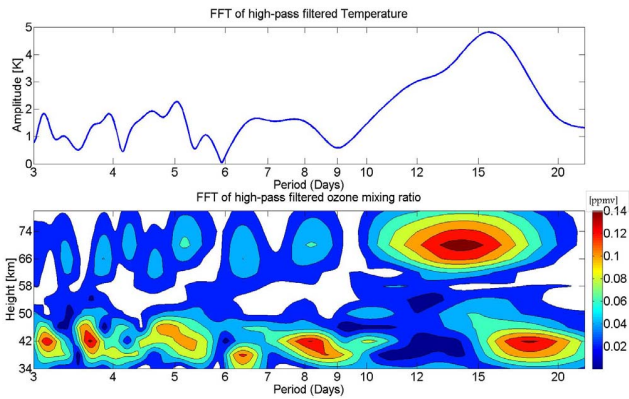 FFT of high-pass filtered Temperature
5
4
3
2
1
0
Amplitude [K]
3 4 5 6 7 8 9 10 12 15 20
Period (Days)
FFT of high-pass filtered ozone mixing ratio
[ppmv]
74
66
58
50
42
34
Height [km]
0.14
0.12
0.10
0.08
0.06
0.04
0.02
3 4 5 6 7 8 9 10 12 15 20
Period (Days)